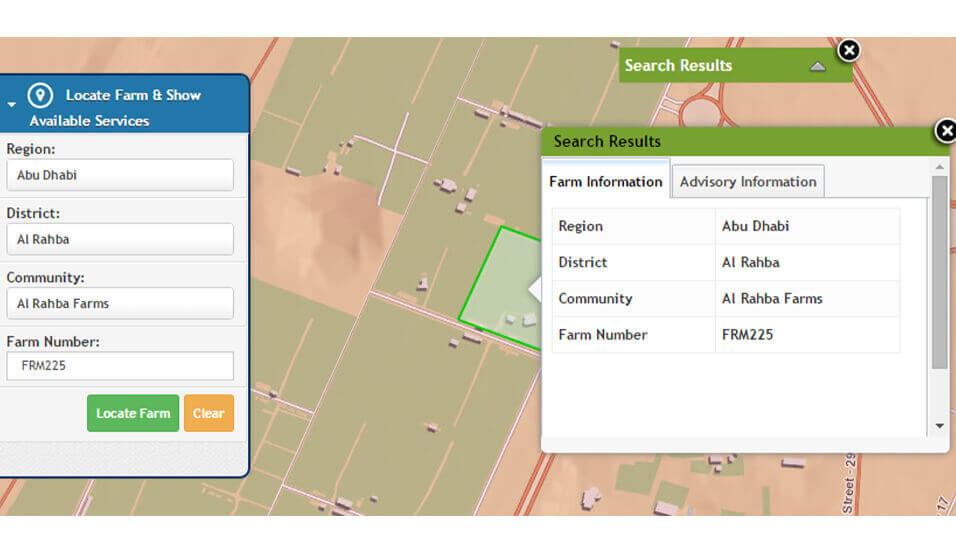 Locate Farm & Show
Available Services
Region:
Abu Dhabi
District:
Al Rahba
Community:
Al Rahba Farms
Farm Number:
FRM225
Locate Farm
Clear
Search Results
Search Results
Farm Information
Advisory Information
Region Abu Dhabi
District Al Rahba
Community Al Rahba Farms
Farm Number FRM225
Street - 29
17